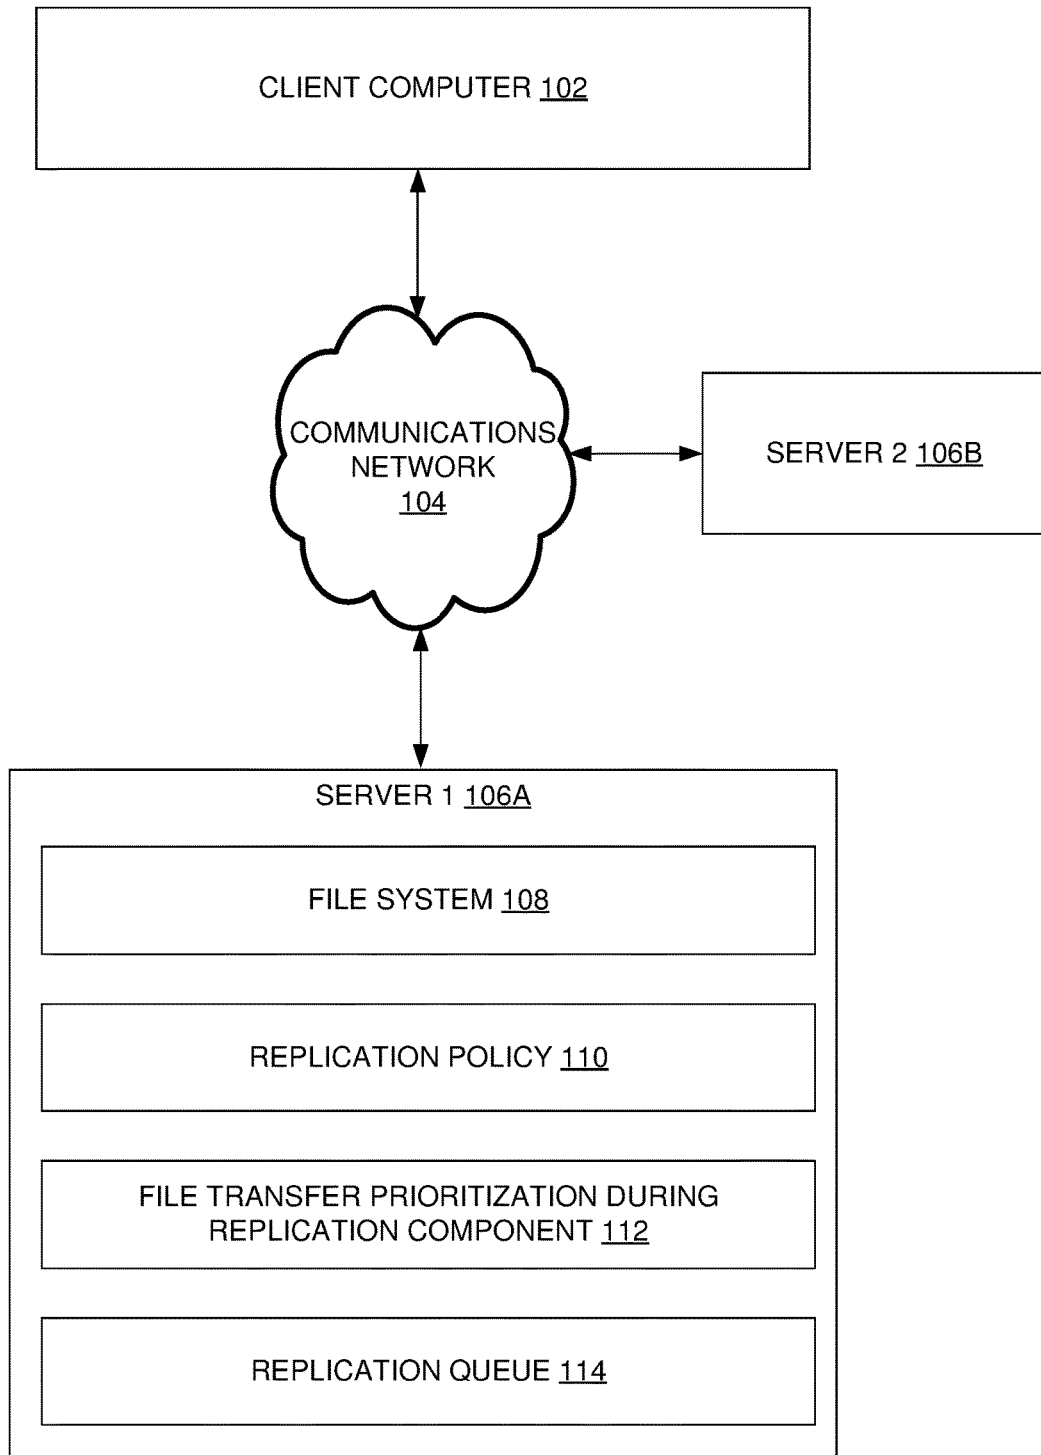 CLIENT COMPUTER 102
COMMUNICATIONS
NETWORK
104
SERVER 2 106B
SERVER 1 106A
FILE SYSTEM 108
REPLICATION POLICY 110
FILE TRANSFER PRIORITIZATION DURING
REPLICATION COMPONENT 112
REPLICATION QUEUE 114